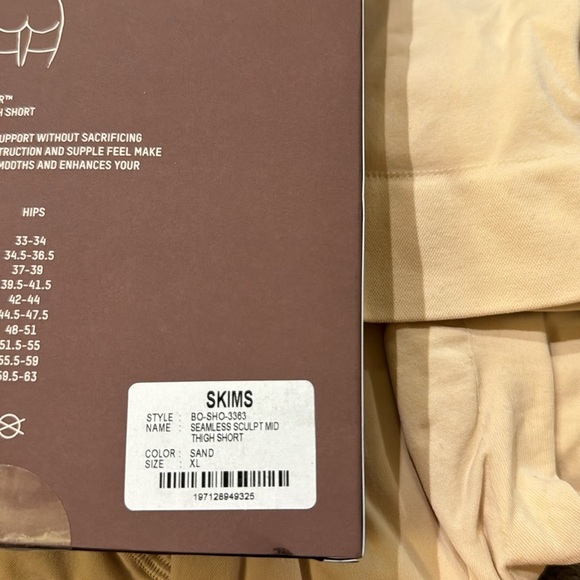 R™
H SHORT
UPPORT WITHOUT SACRIFICING
TRUCTION AND SUPPLE FEEL MAKE
MOOTHS AND ENHANCES YOUR
HIPS
33-34
34.5-36.5
37-39
39.5-41.5
42-44
44.5-47.5
48-51
51.5-55
55.5-59
59.5-63
SKIMS
STYLE : BO-SHO-3363
NAME : SEAMLESS SCULPT MID
THIGH SHORT
COLOR : SAND
SIZE : XL
197128949325